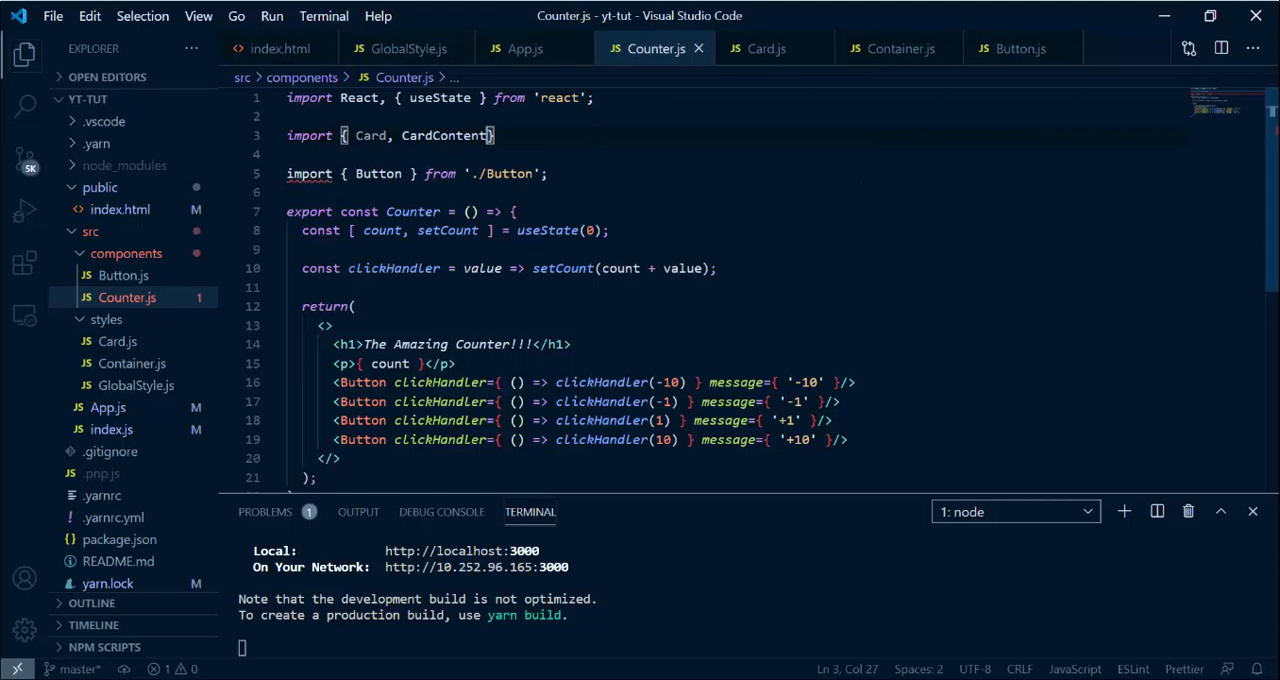 File Edit Selection View Go Run Terminal Help Counter.js - yt-tut - Visual Studio Code
EXPLORER ...
index.html GlobalStyle.js App.js Counter.js Card.js Container.js Button.js
OPEN EDITORS
src > components > JS Counter.js > ...
YT-TUT
.vscode
.yarn
node_modules
public
index.html M
src
components
JS Button.js
JS Counter.js 1
styles
JS Card.js
JS Container.js
JS GlobalStyle.js
JS App.js M
JS index.js M
.gitignore
JS .pnp.js
.yarnrc
! .yarnrc.yml
{} package.json
README.md
yarn.lock M
OUTLINE
TIMELINE
NPM SCRIPTS
5K
1 import React, { useState } from 'react';
2
3 import { Card, CardContent}
4
5 import { Button } from './Button';
6
7 export const Counter = () => {
8 const [ count, setCount ] = useState(0);
9
10 const clickHandler = value => setCount(count + value);
11
12 return(
13 <>
14 <h1>The Amazing Counter!!!</h1>
15 <p>{ count }</p>
16 <Button clickHandler={ () => clickHandler(-10) } message={ '-10' }/>
17 <Button clickHandler={ () => clickHandler(-1) } message={ '-1' }/>
18 <Button clickHandler={ () => clickHandler(1) } message={ '+1' }/>
19 <Button clickHandler={ () => clickHandler(10) } message={ '+10' }/>
20 </>
21 );
PROBLEMS 1 OUTPUT DEBUG CONSOLE TERMINAL 1: node
Local: http://localhost:3000
On Your Network: http://10.252.96.165:3000
Note that the development build is not optimized.
To create a production build, use yarn build.
master* 1 0 Ln 3, Col 27 Spaces: 2 UTF-8 CRLF JavaScript ESLint Prettier